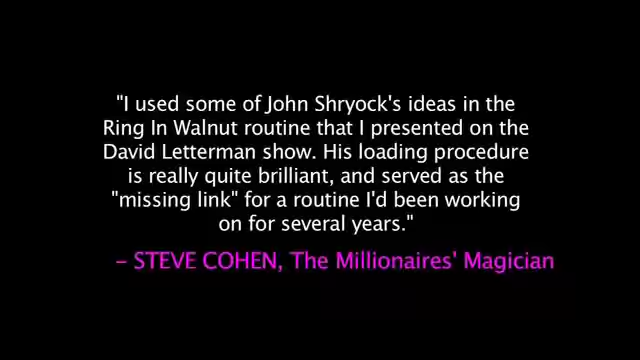 "I used some of John Shryock's ideas in the
Ring In Walnut routine that I presented on the
David Letterman show. His loading procedure
is really quite brilliant, and served as the
"missing link" for a routine I'd been working
on for several years."
– STEVE COHEN, The Millionaires' Magician